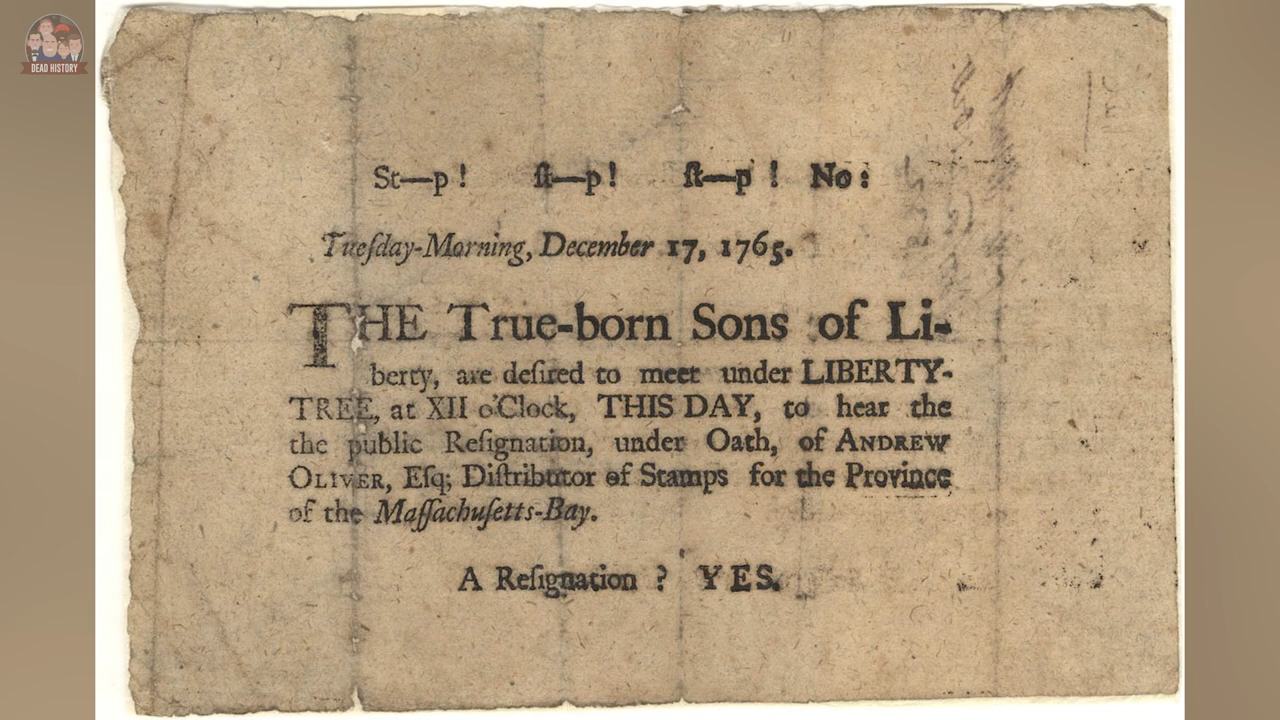 DEAD HISTORY
St—p! ſt—p! ſt—p! No:
Tueſday-Morning, December 17, 1765.
THE True-born Sons of Li-
berty, are deſired to meet under LIBERTY-
TREE, at XII o'Clock, THIS DAY, to hear the
the public Reſignation, under Oath, of ANDREW
OLIVER, Eſq; Diſtributor of Stamps for the Province
of the Maſſachuſetts-Bay.
A Reſignation? YES.